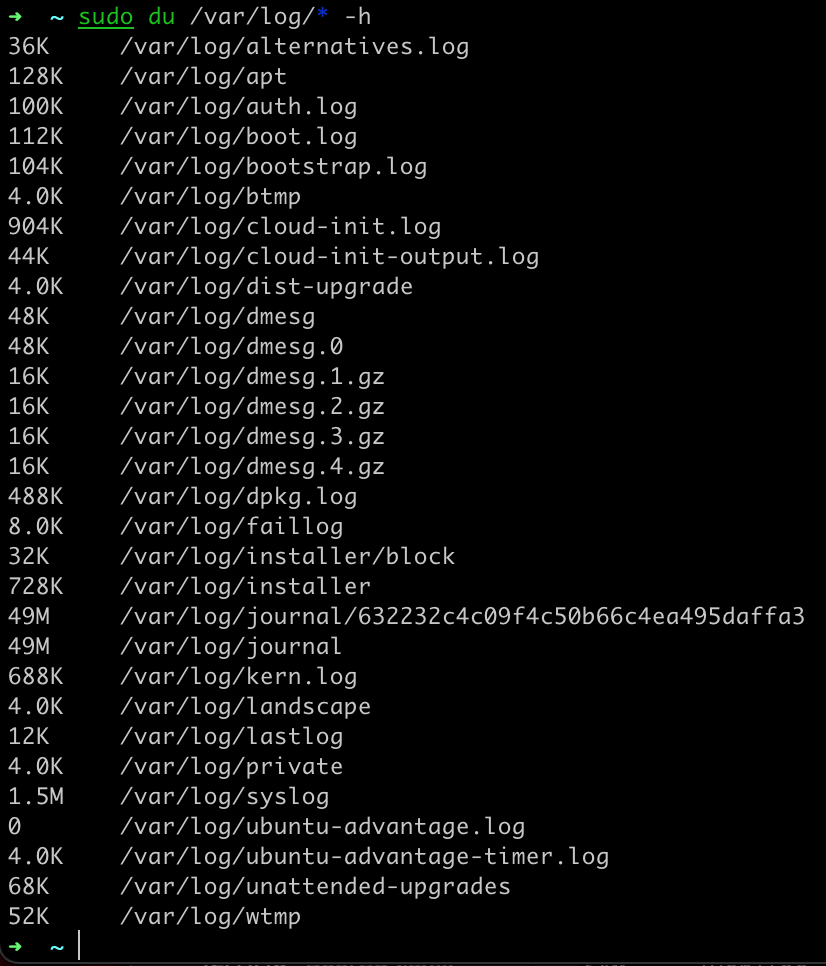 ➜ ~ sudo du /var/log/* -h
36K /var/log/alternatives.log
128K /var/log/apt
100K /var/log/auth.log
112K /var/log/boot.log
104K /var/log/bootstrap.log
4.0K /var/log/btmp
904K /var/log/cloud-init.log
44K /var/log/cloud-init-output.log
4.0K /var/log/dist-upgrade
48K /var/log/dmesg
48K /var/log/dmesg.0
16K /var/log/dmesg.1.gz
16K /var/log/dmesg.2.gz
16K /var/log/dmesg.3.gz
16K /var/log/dmesg.4.gz
488K /var/log/dpkg.log
8.0K /var/log/faillog
32K /var/log/installer/block
728K /var/log/installer
49M /var/log/journal/632232c4c09f4c50b66c4ea495daffa3
49M /var/log/journal
688K /var/log/kern.log
4.0K /var/log/landscape
12K /var/log/lastlog
4.0K /var/log/private
1.5M /var/log/syslog
0 /var/log/ubuntu-advantage.log
4.0K /var/log/ubuntu-advantage-timer.log
68K /var/log/unattended-upgrades
52K /var/log/wtmp
➜ ~